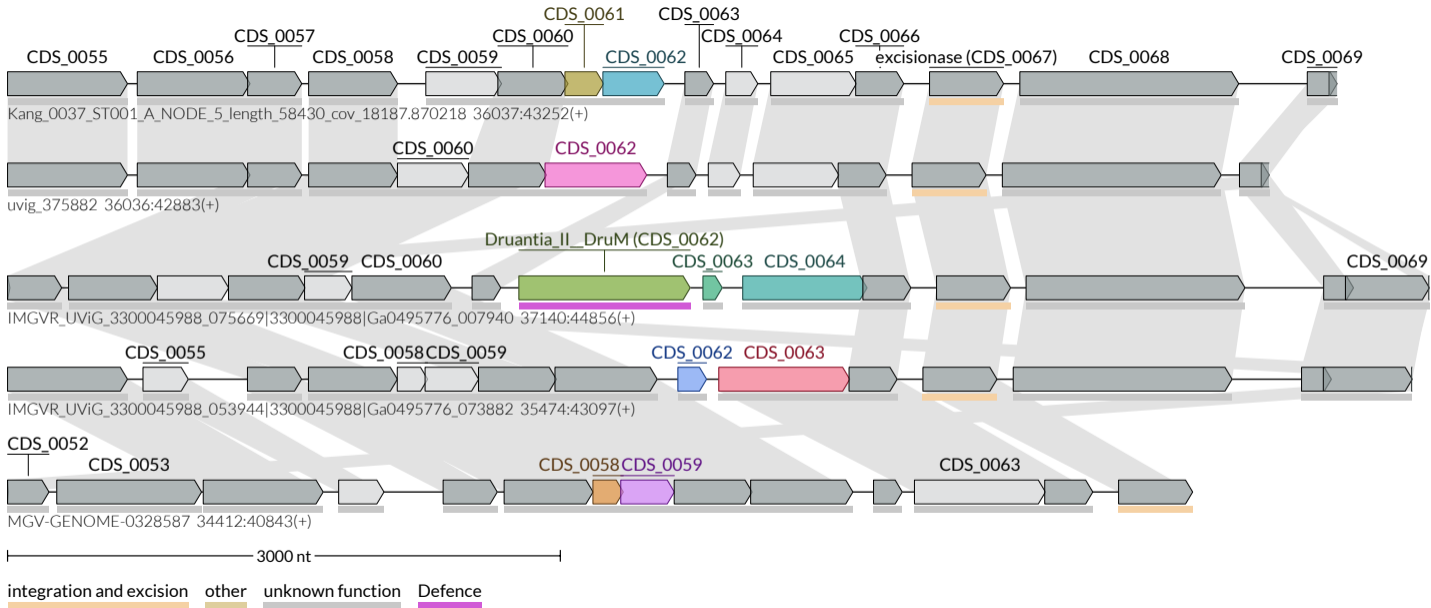 CDS_0061 CDS_0063
CDS_0057 CDS_0060 CDS_0064 CDS_0066
CDS_0055 CDS_0056 CDS_0058 CDS_0059 CDS_0062 CDS_0065 excisionase (CDS_0067) CDS_0068 CDS_0069
Kang_0037_ST001_A_NODE_5_length_58430_cov_18187.870218 36037:43252(+)
CDS_0060 CDS_0062
uvig_375882 36036:42883(+)
Druantia_II__DruM (CDS_0062)
CDS_0059 CDS_0060 CDS_0063 CDS_0064 CDS_0069
IMGVR_UViG_3300045988_075669|3300045988|Ga0495776_007940 37140:44856(+)
CDS_0055 CDS_0058 CDS_0059 CDS_0062 CDS_0063
IMGVR_UViG_3300045988_053944|3300045988|Ga0495776_073882 35474:43097(+)
CDS_0052
CDS_0053 CDS_0058 CDS_0059 CDS_0063
MGV-GENOME-0328587 34412:40843(+)
3000 nt
integration and excision other unknown function Defence